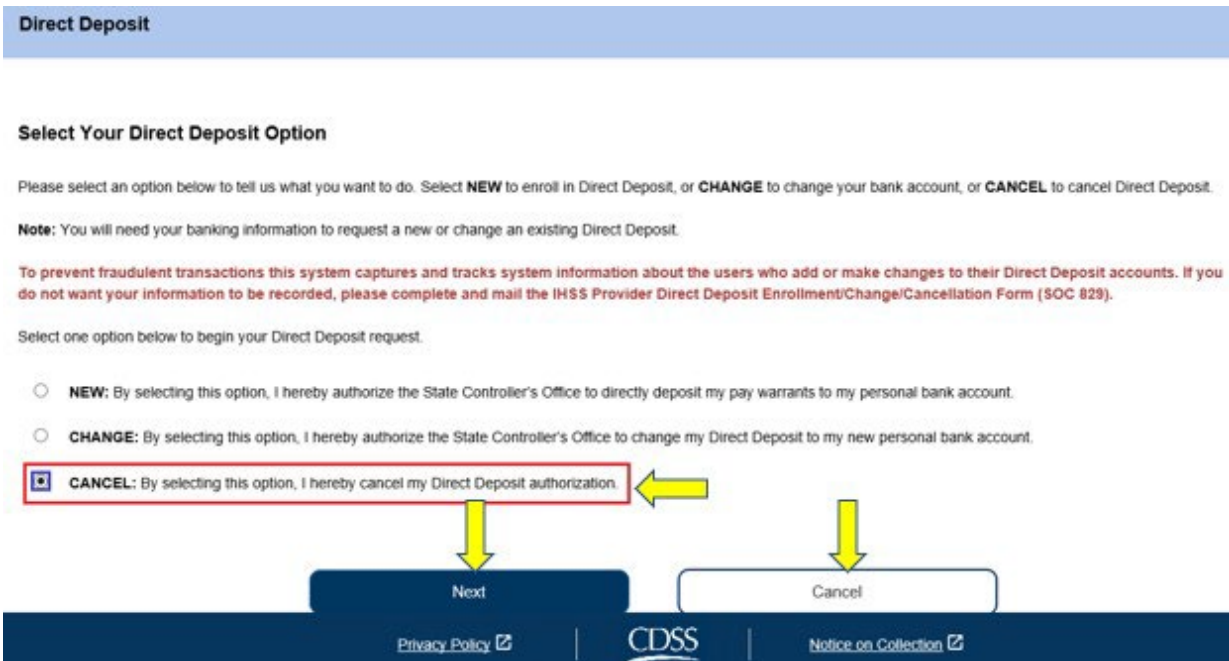 Direct Deposit
Select Your Direct Deposit Option
Please select an option below to tell us what you want to do. Select NEW to enroll in Direct Deposit, or CHANGE to change your bank account, or CANCEL to cancel Direct Deposit.
Note: You will need your banking information to request a new or change an existing Direct Deposit.
To prevent fraudulent transactions this system captures and tracks system information about the users who add or make changes to their Direct Deposit accounts. If you
do not want your information to be recorded, please complete and mail the IHSS Provider Direct Deposit Enrollment/Change/Cancellation Form (SOC 829).
Select one option below to begin your Direct Deposit request.
NEW: By selecting this option, I hereby authorize the State Controller's Office to directly deposit my pay warrants to my personal bank account.
CHANGE: By selecting this option, I hereby authorize the State Controller's Office to change my Direct Deposit to my new personal bank account.
CANCEL: By selecting this option, I hereby cancel my Direct Deposit authorization.
Next Cancel
Privacy Policy CDSS Notice on Collection